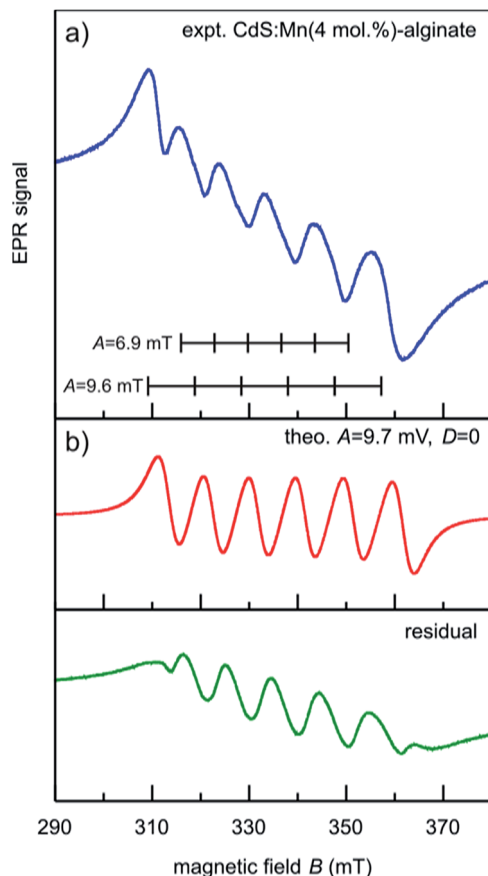 a) expt. CdS:Mn(4 mol.%)-alginate
EPR signal
A=6.9 mT
A=9.6 mT
b) theo. A=9.7 mV, D=0
residual
290 310 330 350 370
magnetic field B (mT)